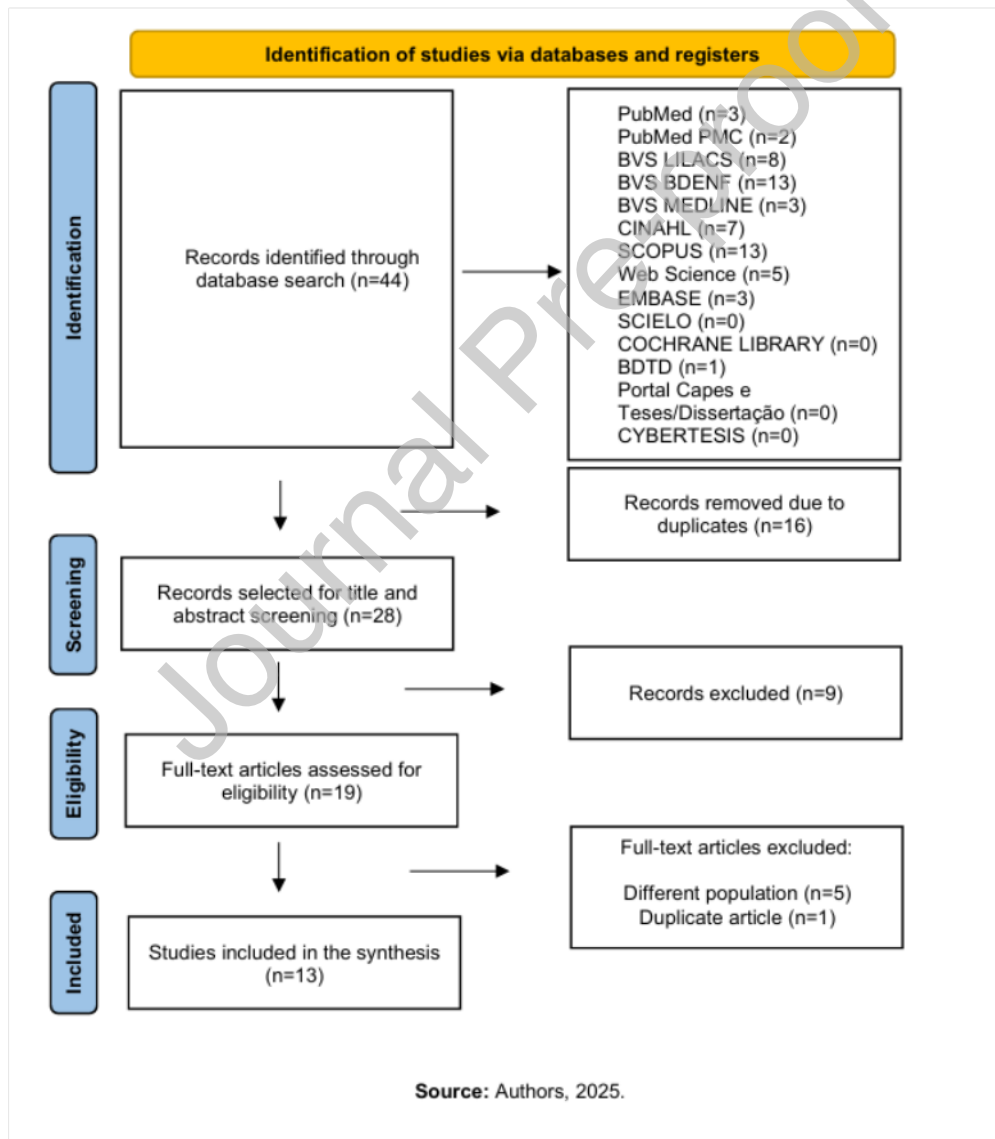 Identification of studies via databases and registers
Identification
Records identified through
database search (n=44)
PubMed (n=3)
PubMed PMC (n=2)
BVS LILACS (n=8)
BVS BDENF (n=13)
BVS MEDLINE (n=3)
CINAHL (n=7)
SCOPUS (n=13)
Web Science (n=5)
EMBASE (n=3)
SCIELO (n=0)
COCHRANE LIBRARY (n=0)
BDTD (n=1)
Portal Capes e
Teses/Dissertação (n=0)
CYBERTESIS (n=0)
Records removed due to
duplicates (n=16)
Screening
Records selected for title and
abstract screening (n=28)
Records excluded (n=9)
Eligibility
Full-text articles assessed for
eligibility (n=19)
Full-text articles excluded:
Different population (n=5)
Duplicate article (n=1)
Included
Studies included in the synthesis
(n=13)
Source: Authors, 2025.
Journal Pre-proof